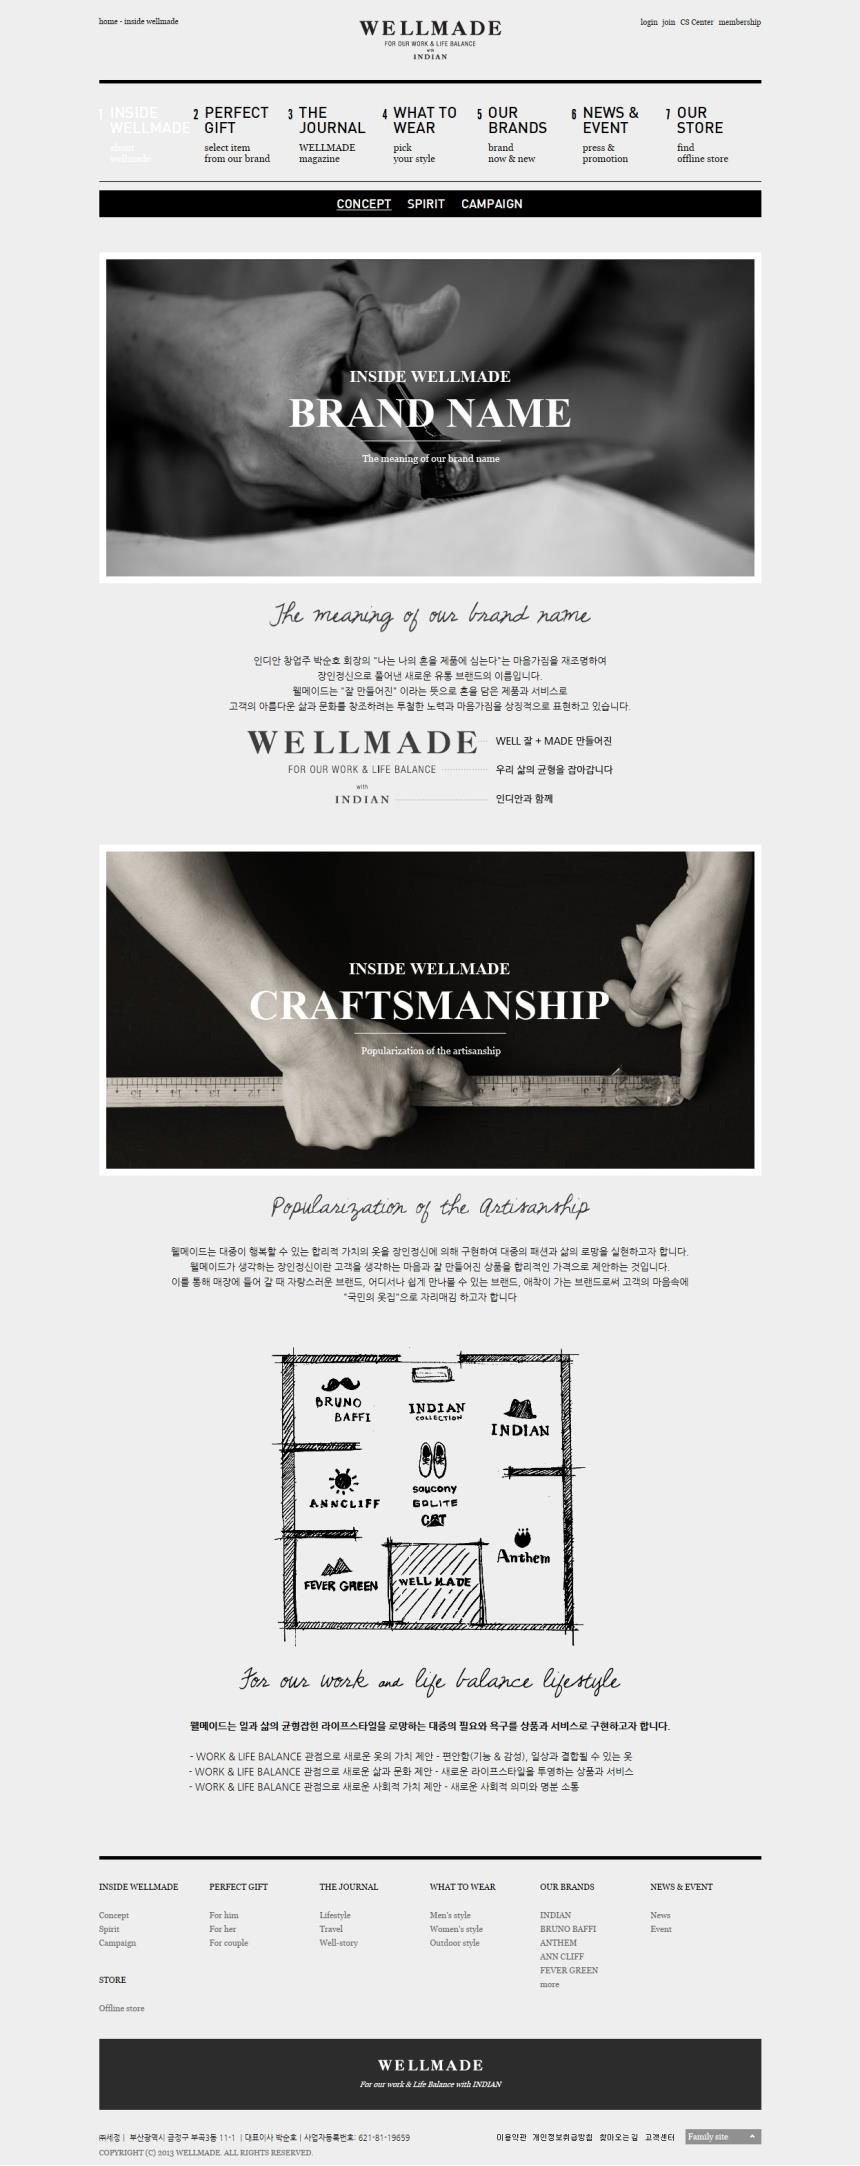 home - inside wellmade
WELLMADE
FOR OUR WORK & LIFE BALANCE
with
INDIAN
login join CS Center membership
1 INSIDE WELLMADE
about wellmade
2 PERFECT GIFT
select item
from our brand
3 THE JOURNAL
WELLMADE
magazine
4 WHAT TO WEAR
pick
your style
5 OUR BRANDS
brand
now & new
6 NEWS & EVENT
press &
promotion
7 OUR STORE
find
offline store
CONCEPT SPIRIT CAMPAIGN
INSIDE WELLMADE
BRAND NAME
The meaning of our brand name
The meaning of our brand name
인디안 창업주 박순호 회장의 "나는 나의 혼을 제품에 심는다"는 마음가짐을 재조명하여
장인정신으로 풀어낸 새로운 유통 브랜드의 이름입니다.
웰메이드는 "잘 만들어진" 이라는 뜻으로 혼을 담은 제품과 서비스로
고객의 아름다운 삶과 문화를 창조하려는 투철한 노력과 마음가짐을 상징적으로 표현하고 있습니다.
WELLMADE WELL 잘 + MADE 만들어진
FOR OUR WORK & LIFE BALANCE 우리 삶의 균형을 잡아갑니다
with
INDIAN 인디안과 함께
INSIDE WELLMADE
CRAFTSMANSHIP
Popularization of the artisanship
Popularization of the Artisanship
웰메이드는 대중이 행복할 수 있는 합리적 가치의 옷을 장인정신에 의해 구현하여 대중의 패션과 삶의 로망을 실현하고자 합니다.
웰메이드가 생각하는 장인정신이란 고객을 생각하는 마음과 잘 만들어진 상품을 합리적인 가격으로 제안하는 것입니다.
이를 통해 매장에 들어 갈 때 자랑스러운 브랜드, 어디서나 쉽게 만나볼 수 있는 브랜드, 애착이 가는 브랜드로써 고객의 마음속에
"국민의 옷집"으로 자리매김 하고자 합니다
BRUNO
BAFFI
INDIAN
COLLECTION
INDIAN
ANNCLIFF
saucony
GOLITE
CAT
Anthem
FEVER GREEN
WELL MADE
For our work and life balance lifestyle
웰메이드는 일과 삶의 균형잡힌 라이프스타일을 로망하는 대중의 필요와 욕구를 상품과 서비스로 구현하고자 합니다.
- WORK & LIFE BALANCE 관점으로 새로운 옷의 가치 제안 - 편안함(기능 & 감성), 일상과 결합될 수 있는 옷
- WORK & LIFE BALANCE 관점으로 새로운 삶과 문화 제안 - 새로운 라이프스타일을 투영하는 상품과 서비스
- WORK & LIFE BALANCE 관점으로 새로운 사회적 가치 제안 - 새로운 사회적 의미와 명분 소통
INSIDE WELLMADE
Concept
Spirit
Campaign
PERFECT GIFT
For him
For her
For couple
THE JOURNAL
Lifestyle
Travel
Well-story
WHAT TO WEAR
Men's style
Women's style
Outdoor style
OUR BRANDS
INDIAN
BRUNO BAFFI
ANTHEM
ANN CLIFF
FEVER GREEN
more
NEWS & EVENT
News
Event
STORE
Offline store
WELLMADE
For our work & Life Balance with INDIAN
㈜세정 | 부산광역시 금정구 부곡3동 11-1 | 대표이사 박순호 | 사업자등록번호: 621-81-19659
COPYRIGHT (C) 2013 WELLMADE. ALL RIGHTS RESERVED.
이용약관 개인정보취급방침 찾아오는길 고객센터 Family site